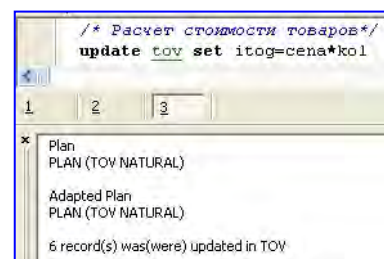 /* Расчет стоимости товаров*/
update tov set itog=cena*kol
1 2 3
Plan
PLAN (TOV NATURAL)
Adapted Plan
PLAN (TOV NATURAL)
6 record(s) was(were) updated in TOV